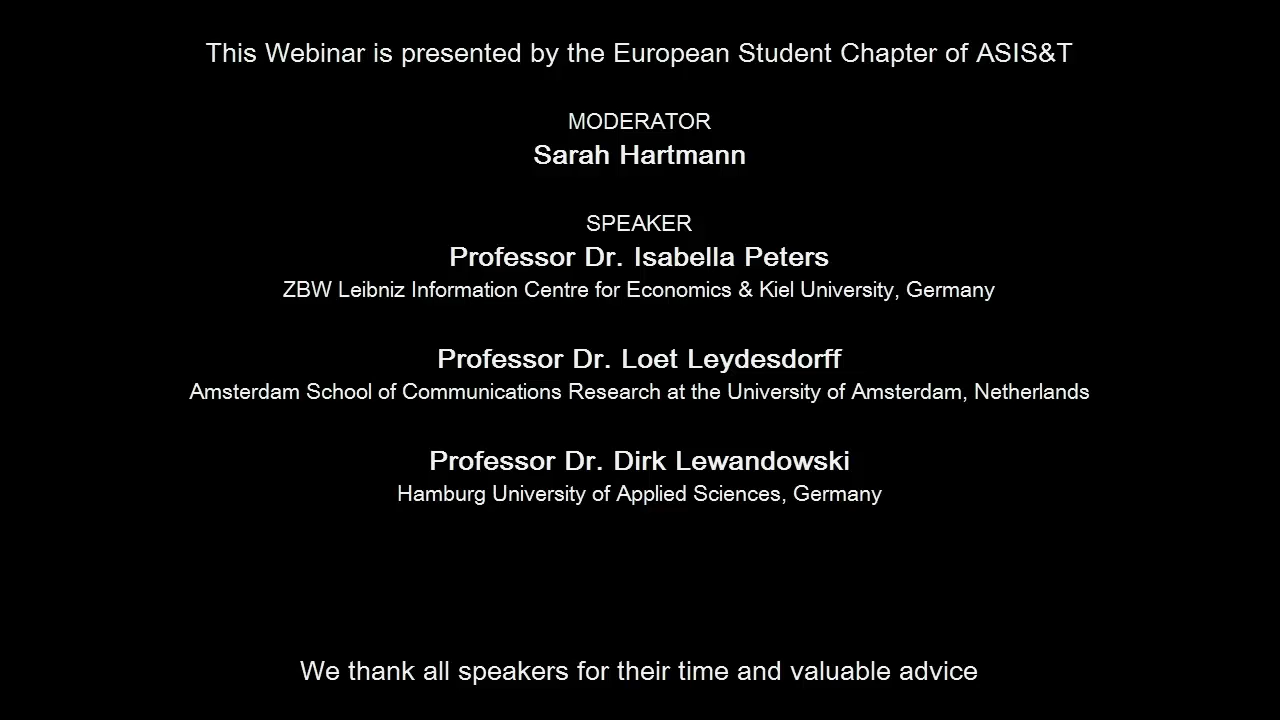 This Webinar is presented by the European Student Chapter of ASIS&T
MODERATOR
Sarah Hartmann
SPEAKER
Professor Dr. Isabella Peters
ZBW Leibniz Information Centre for Economics & Kiel University, Germany
Professor Dr. Loet Leydesdorff
Amsterdam School of Communications Research at the University of Amsterdam, Netherlands
Professor Dr. Dirk Lewandowski
Hamburg University of Applied Sciences, Germany
We thank all speakers for their time and valuable advice